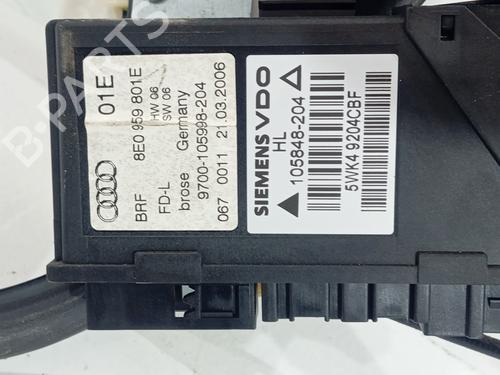 01E
8E0 959 801E
HW 06
SW 06
BRF
FD-L
brose Germany
9700-105998-204
067 0011 21.03.2006
SIEMENS VDO
HL
105848-204
5WK4 9204CBF